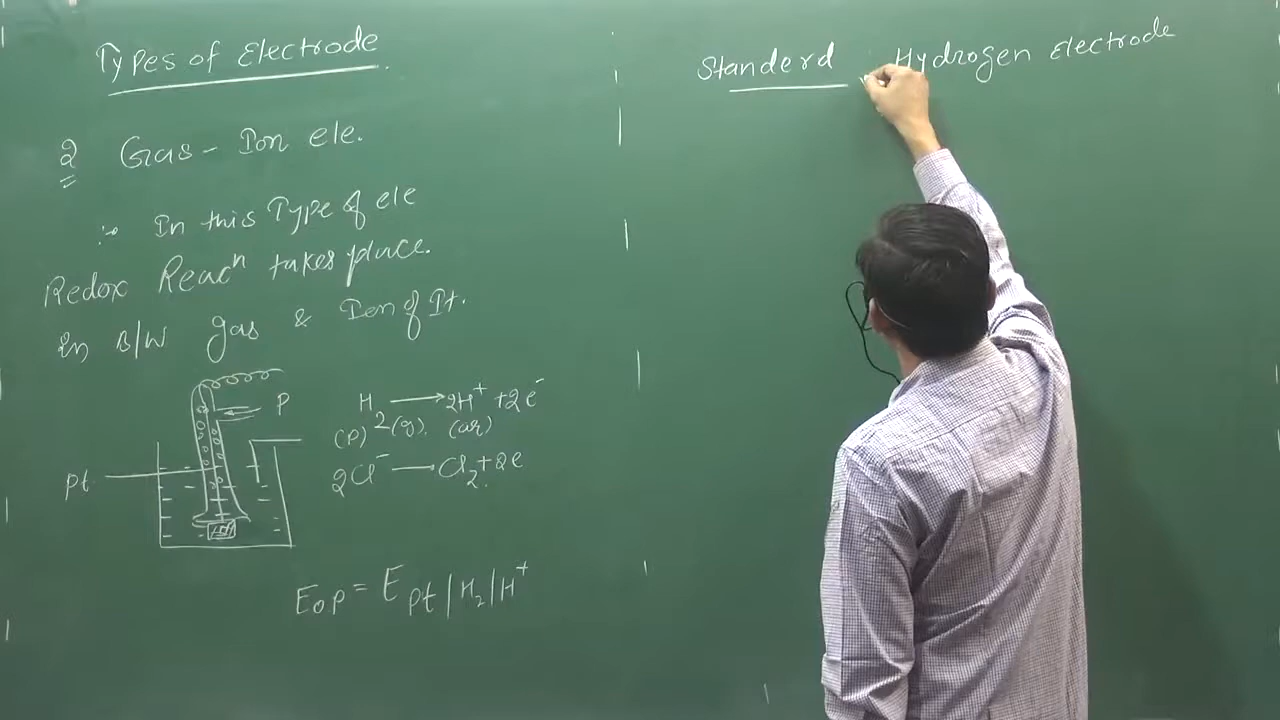 Types of Electrode
2 Gas - Ion ele.
:- In this Type of ele
Redox Reacn takes place.
In B/W gas & Ion of It.
P
Pt
H2(g) ⟶ 2H+ + 2e-
(P) (aq)
2Cl- ⟶ Cl2 + 2e
EOP = E Pt | H2 | H+
Standerd Hydrogen Electrode